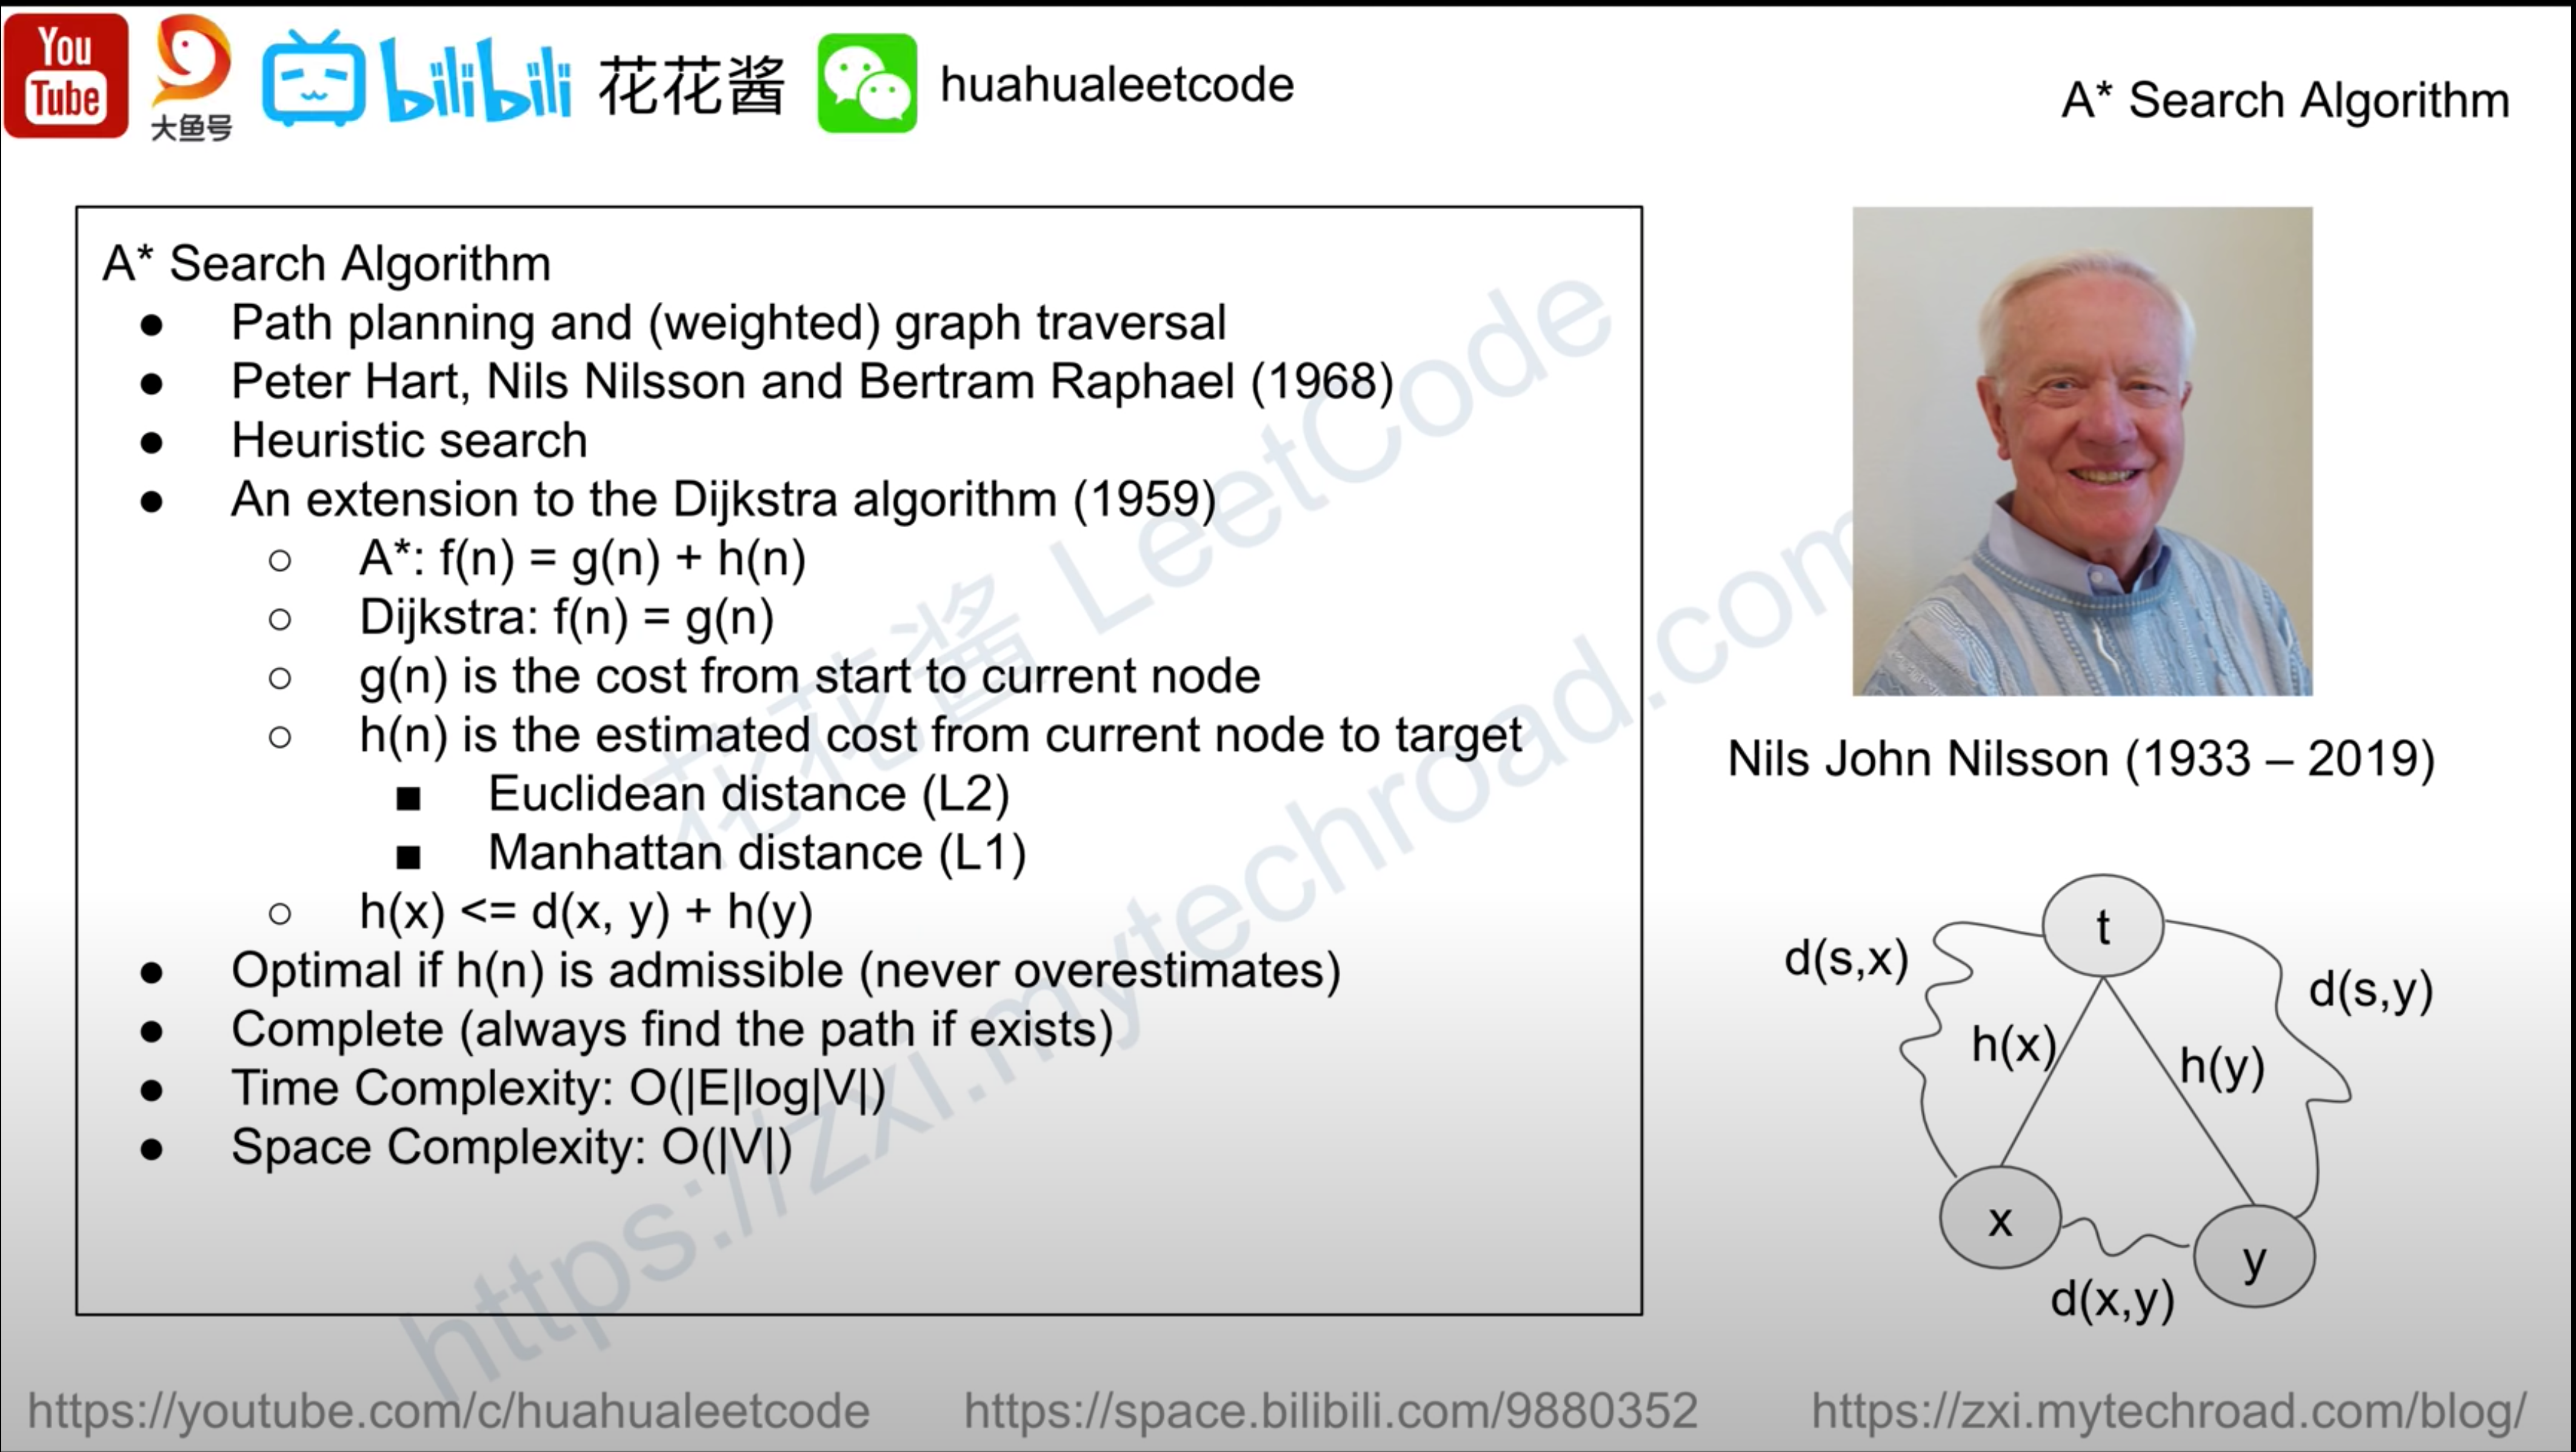 You
Tube
大鱼号
bilibili
花花酱
huahualeetcode
A* Search Algorithm
A* Search Algorithm
● Path planning and (weighted) graph traversal
● Peter Hart, Nils Nilsson and Bertram Raphael (1968)
● Heuristic search
● An extension to the Dijkstra algorithm (1959)
○ A*: f(n) = g(n) + h(n)
○ Dijkstra: f(n) = g(n)
○ g(n) is the cost from start to current node
○ h(n) is the estimated cost from current node to target
■ Euclidean distance (L2)
■ Manhattan distance (L1)
○ h(x) <= d(x, y) + h(y)
● Optimal if h(n) is admissible (never overestimates)
● Complete (always find the path if exists)
● Time Complexity: O(|E|log|V|)
● Space Complexity: O(|V|)
花花酱 LeetCode
https://zxi.mytechroad.com
Nils John Nilsson (1933 – 2019)
t
d(s,x)
d(s,y)
h(x)
h(y)
x
y
d(x,y)
https://youtube.com/c/huahualeetcode
https://space.bilibili.com/9880352
https://zxi.mytechroad.com/blog/